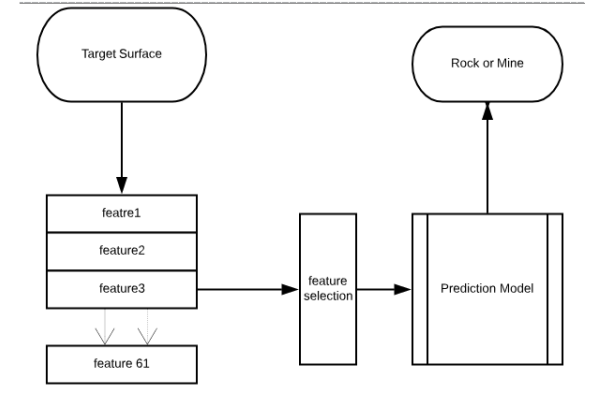 Target Surface
Rock or Mine
featre1
feature2
feature3
feature 61
feature
selection
Prediction Model